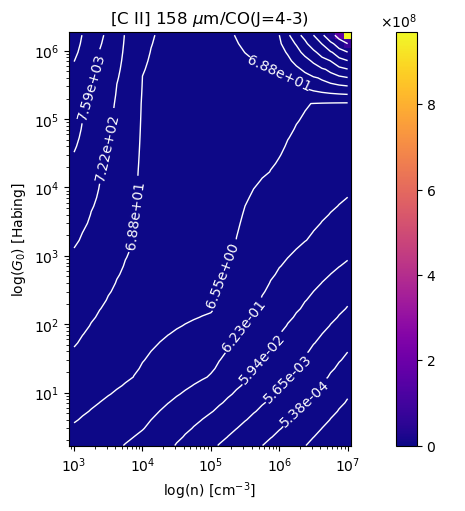 [C II] 158 μm/CO(J=4-3)
×10⁸
10⁶
10⁵
10⁴
10³
10²
10¹
log(G₀) [Habing]
7.59e+03
7.22e+02
6.88e+01
6.88e+01
6.55e+00
6.23e-01
5.94e-02
5.65e-03
5.38e-04
10³ 10⁴ 10⁵ 10⁶ 10⁷
log(n) [cm⁻³]
8
6
4
2
0